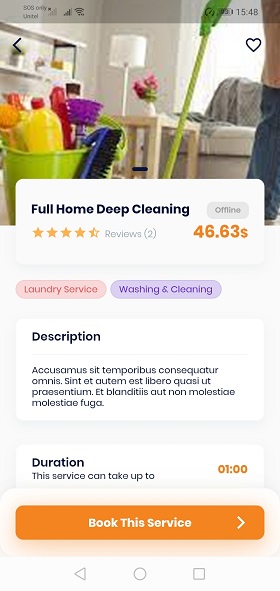 SOS only
Unitel
15:48
Full Home Deep Cleaning
Offline
Reviews (2)
46.63$
Laundry Service
Washing & Cleaning
Description
Accusamus sit temporibus consequatur
omnis. Sint et autem est libero quasi ut
praesentium. Et blanditiis aut non molestiae
molestiae fuga.
Duration
This service can take up to
01:00
Book This Service